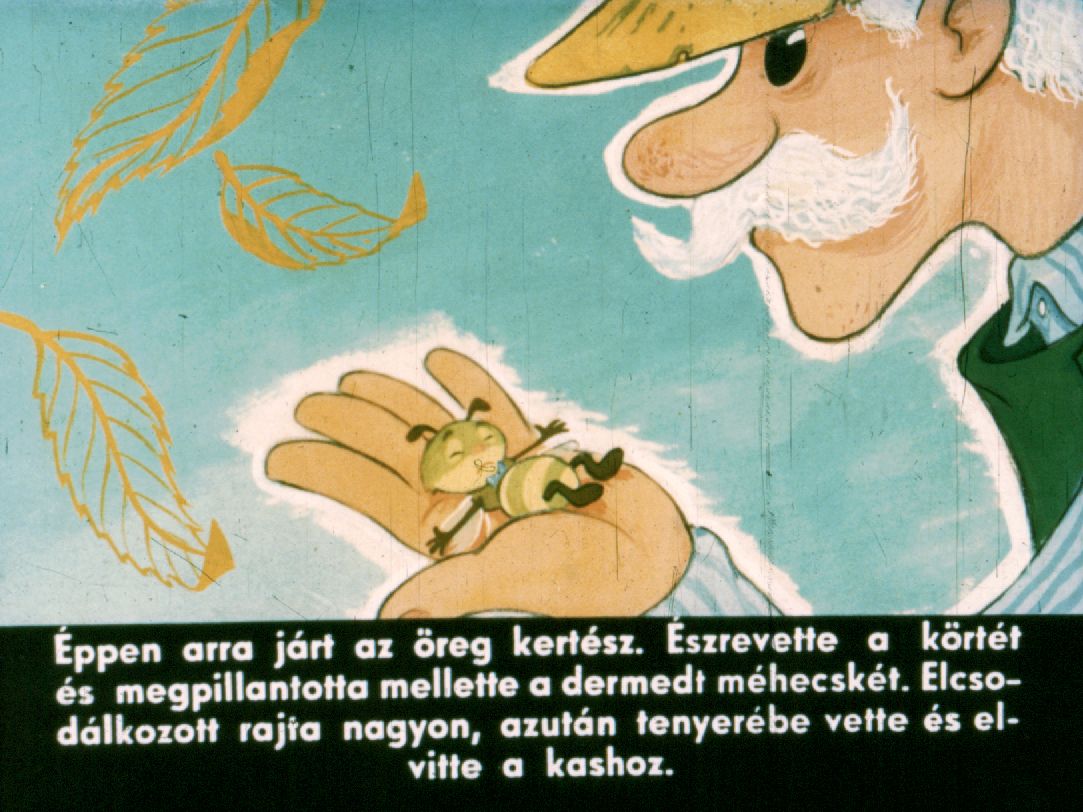 Éppen arra járt az öreg kertész. Észrevette a körtét
és megpillantotta mellette a dermedt méhecskét. Elcso-
dálkozott rajta nagyon, azután tenyerébe vette és el-
vitte a kashoz.